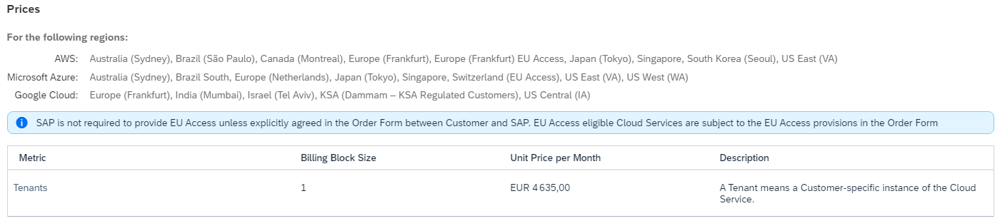 Prices
For the following regions:
AWS: Australia (Sydney), Brazil (São Paulo), Canada (Montreal), Europe (Frankfurt), Europe (Frankfurt) EU Access, Japan (Tokyo), Singapore, South Korea (Seoul), US East (VA)
Microsoft Azure: Australia (Sydney), Brazil South, Europe (Netherlands), Japan (Tokyo), Singapore, Switzerland (EU Access), US East (VA), US West (WA)
Google Cloud: Europe (Frankfurt), India (Mumbai), Israel (Tel Aviv), KSA (Dammam – KSA Regulated Customers), US Central (IA)
SAP is not required to provide EU Access unless explicitly agreed in the Order Form between Customer and SAP. EU Access eligible Cloud Services are subject to the EU Access provisions in the Order Form
Metric Billing Block Size Unit Price per Month Description
Tenants 1 EUR 4 635,00 A Tenant means a Customer-specific instance of the Cloud
Service.